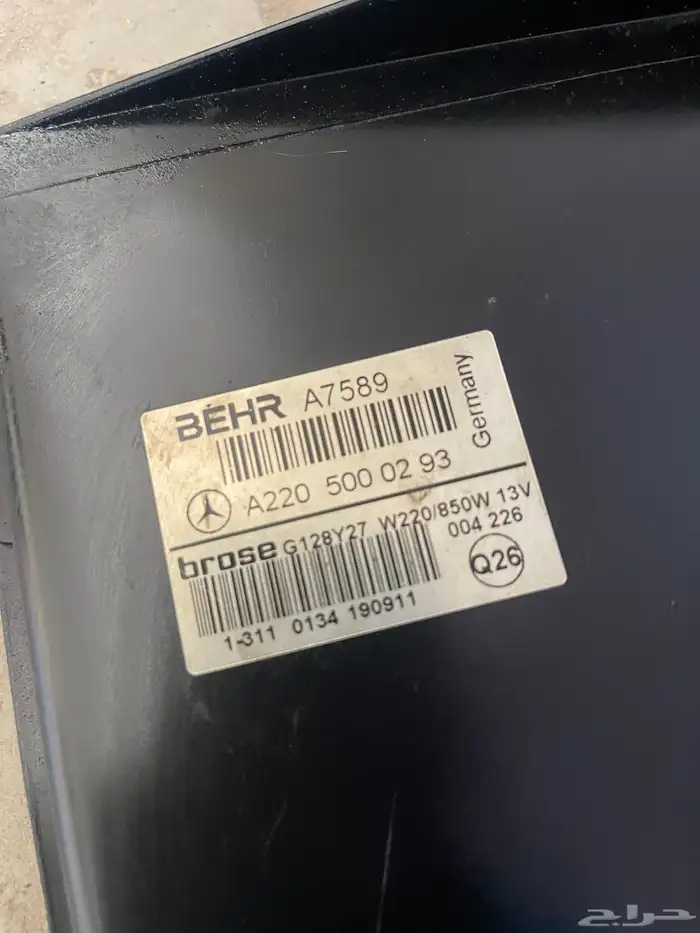 BEHR A7589
Germany
A220 500 02 93
brose G128Y27 W220/850W 13V
004 226
Q26
1-311 0134 190911
حراج